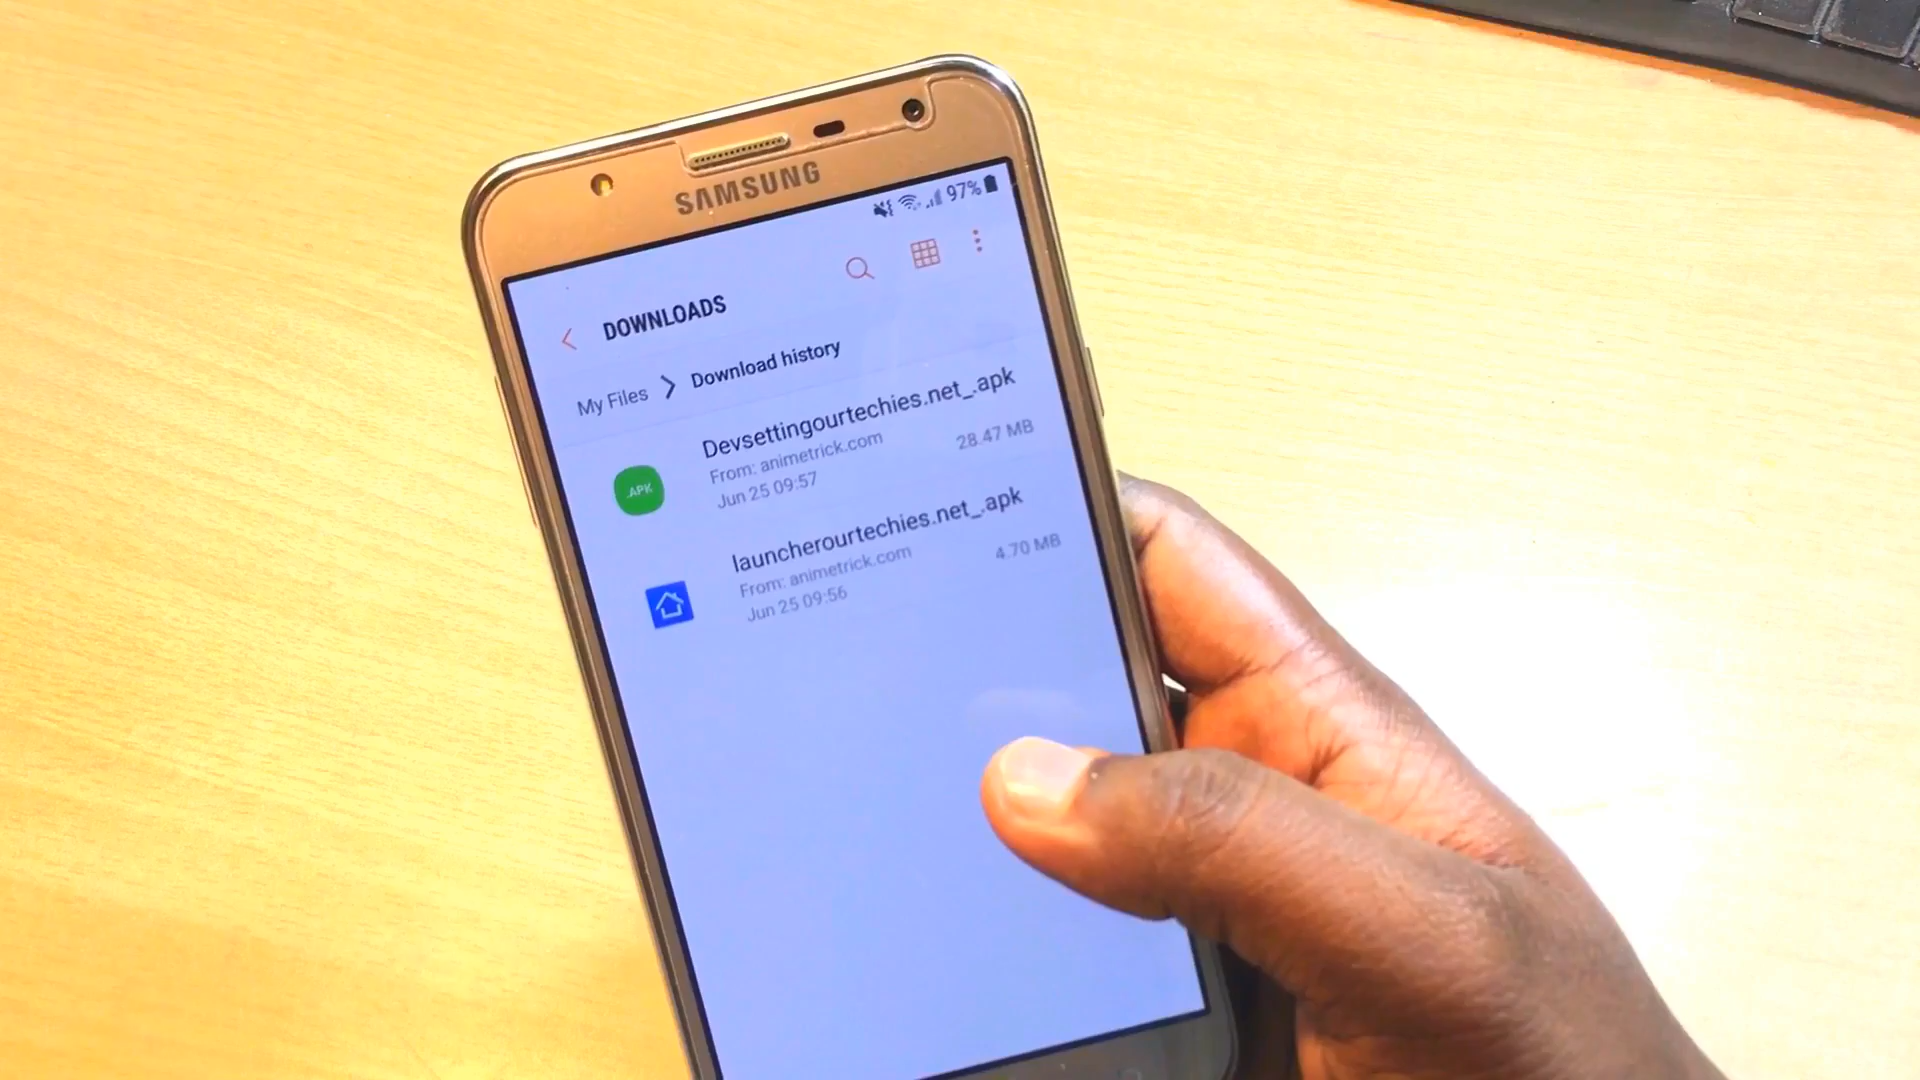 SAMSUNG
97%
DOWNLOADS
My Files > Download history
Devsettingourtechies.net_.apk
From: animetrick.com
28.47 MB
Jun 25 09:57
.APK
launcherourtechies.net_.apk
From: animetrick.com
4.70 MB
Jun 25 09:56